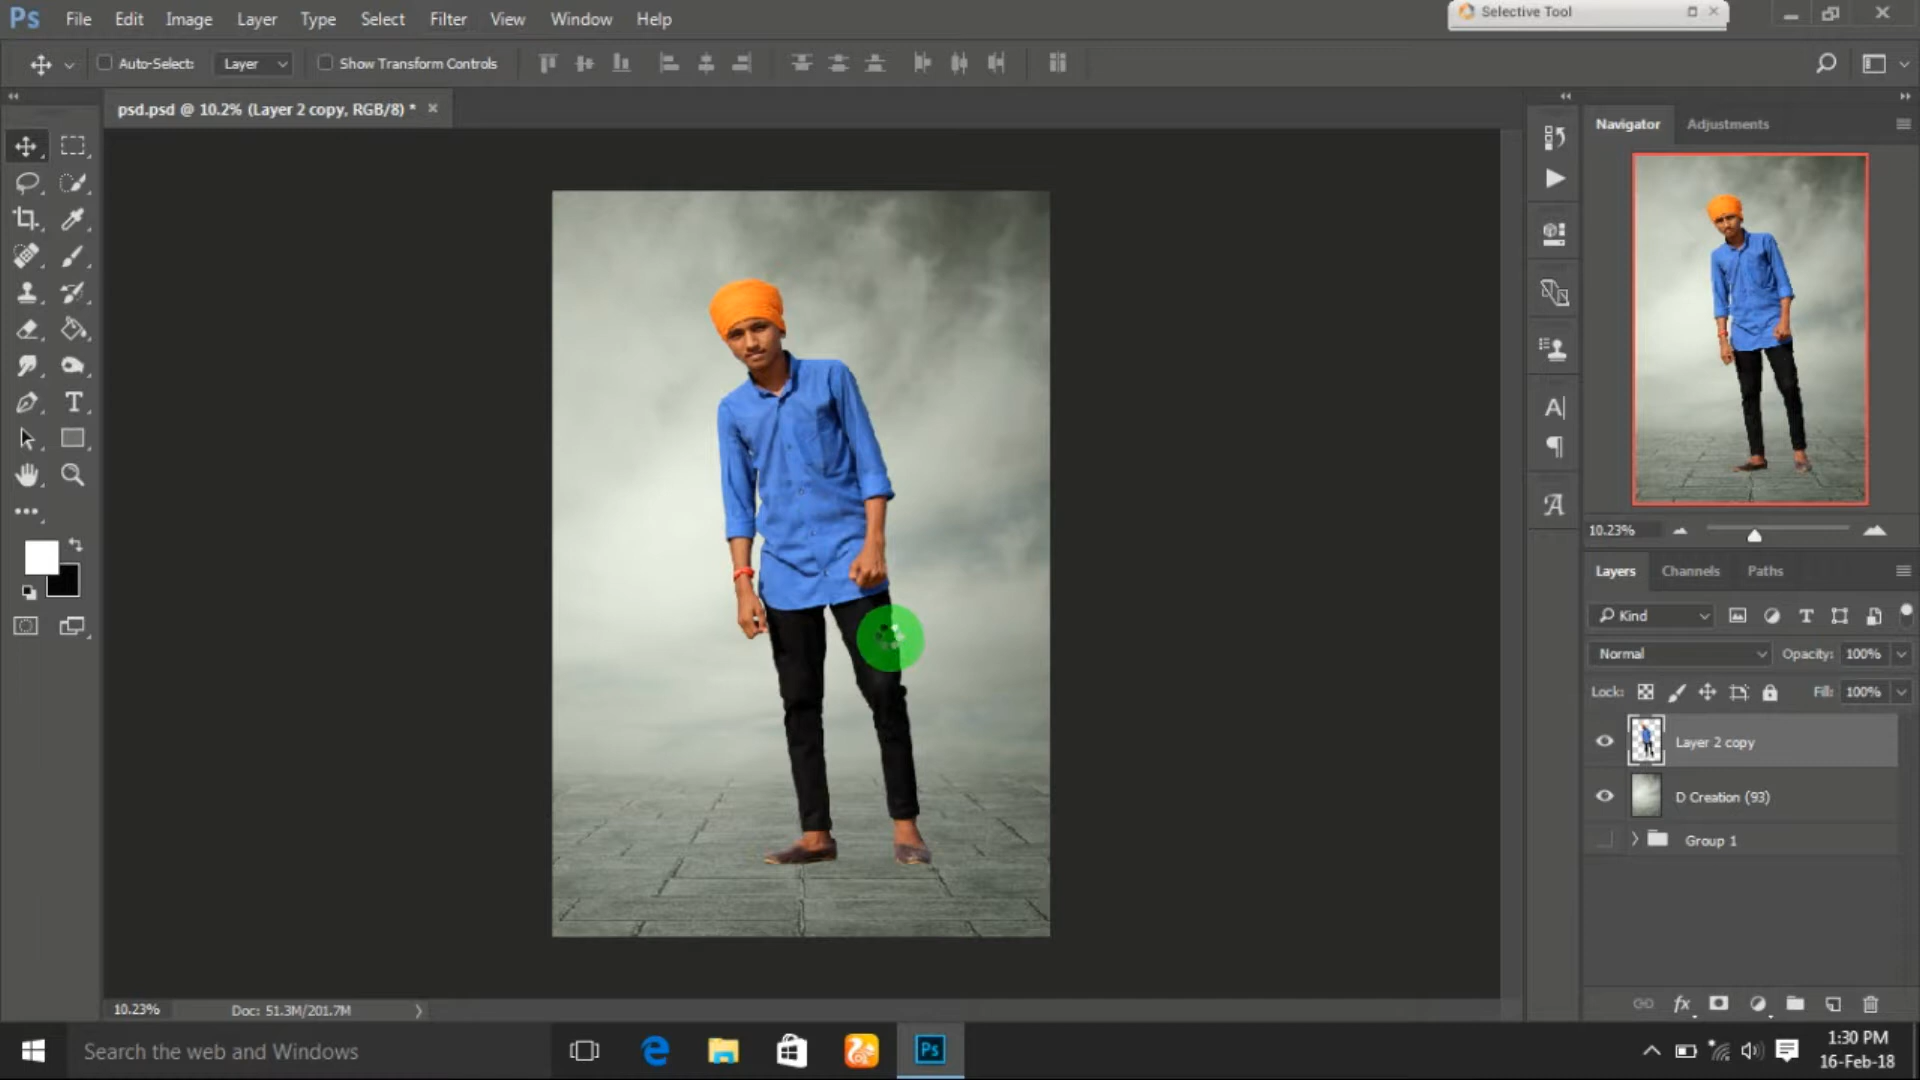 Ps File Edit Image Layer Type Select Filter View Window Help
Selective Tool
Auto-Select: Layer Show Transform Controls
psd.psd @ 10.2% (Layer 2 copy, RGB/8) *
Navigator Adjustments
10.23%
Layers Channels Paths
Kind
Normal Opacity: 100%
Lock: Fill: 100%
Layer 2 copy
D Creation (93)
Group 1
10.23% Doc: 51.3M/201.7M
Search the web and Windows
Ps
1:30 PM
16-Feb-18